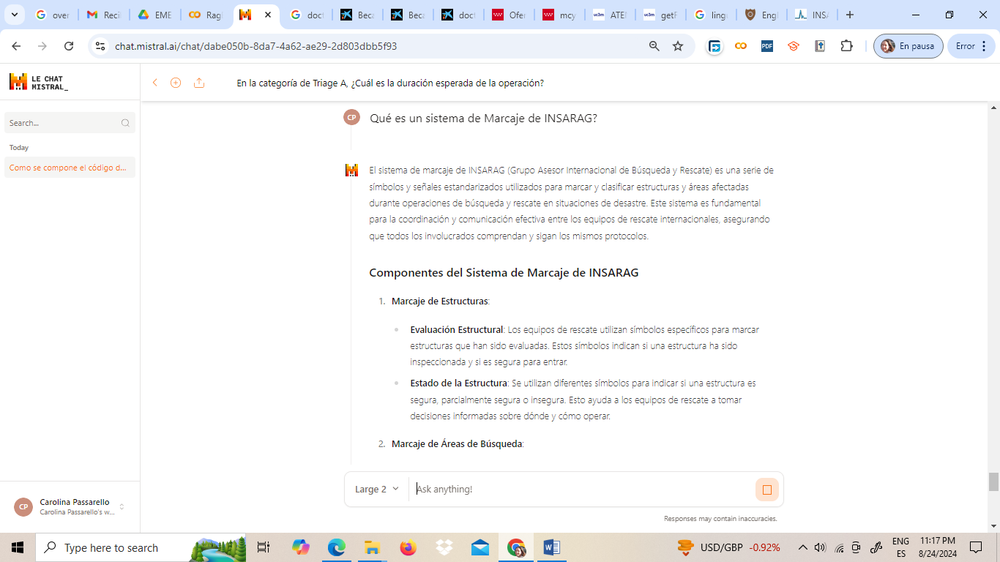 over
Reci
EME
Rag
doct
Beca
Beca
doct
Ofer
mcy
ATE
getF
ling
Engl
INSA
chat.mistral.ai/chat/dabe050b-8da7-4a62-ae29-2d803dbb5f93
PDF
En pausa
Error
LE CHAT
MISTRAL_
En la categoría de Triage A, ¿Cuál es la duración esperada de la operación?
Search...
Today
Como se compone el código d...
CP
Qué es un sistema de Marcaje de INSARAG?
El sistema de marcaje de INSARAG (Grupo Asesor Internacional de Búsqueda y Rescate) es una serie de
símbolos y señales estandarizados utilizados para marcar y clasificar estructuras y áreas afectadas
durante operaciones de búsqueda y rescate en situaciones de desastre. Este sistema es fundamental
para la coordinación y comunicación efectiva entre los equipos de rescate internacionales, asegurando
que todos los involucrados comprendan y sigan los mismos protocolos.
Componentes del Sistema de Marcaje de INSARAG
1. Marcaje de Estructuras:
Evaluación Estructural: Los equipos de rescate utilizan símbolos específicos para marcar
estructuras que han sido evaluadas. Estos símbolos indican si una estructura ha sido
inspeccionada y si es segura para entrar.
Estado de la Estructura: Se utilizan diferentes símbolos para indicar si una estructura es
segura, parcialmente segura o insegura. Esto ayuda a los equipos de rescate a tomar
decisiones informadas sobre dónde y cómo operar.
2. Marcaje de Áreas de Búsqueda:
Large 2
Ask anything!
Responses may contain inaccuracies.
CP
Carolina Passarello
Carolina Passarello's w...
Type here to search
USD/GBP -0.92%
ENG
ES
11:17 PM
8/24/2024